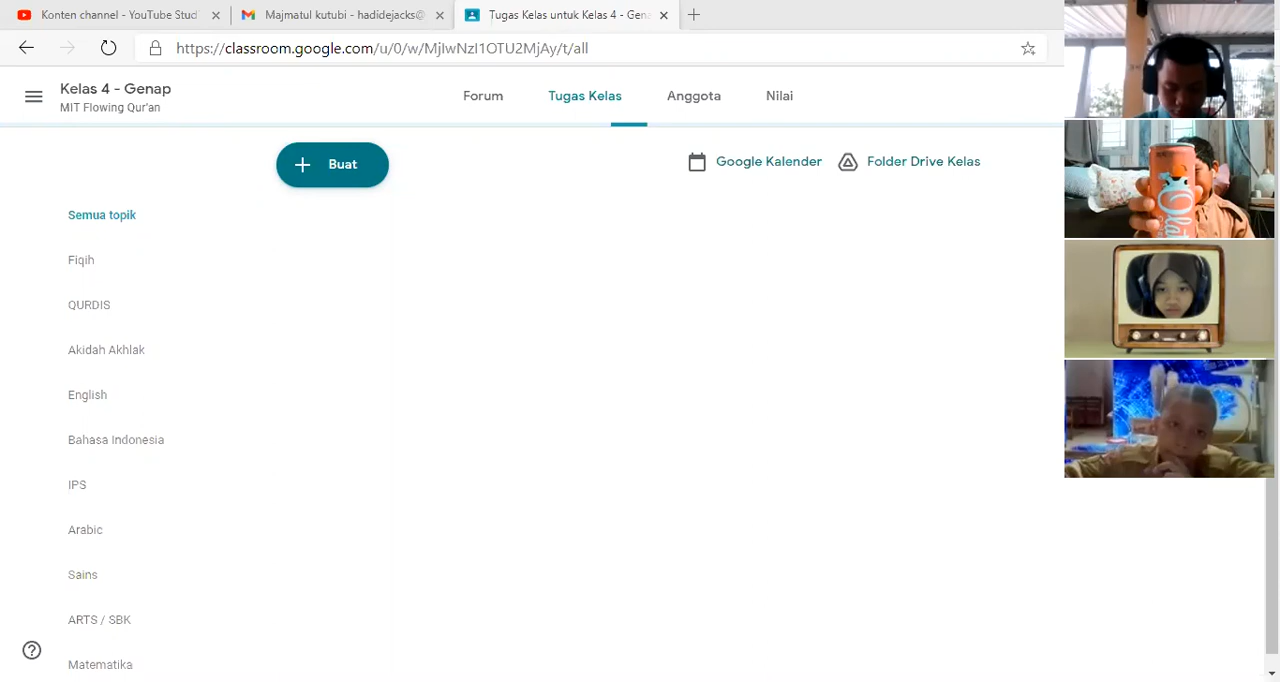 Konten channel - YouTube Stud
Majmatul kutubi - hadidejacks@
Tugas Kelas untuk Kelas 4 - Gena
https://classroom.google.com/u/0/w/MjIwNzI1OTU2MjAy/t/all
Kelas 4 - Genap
MIT Flowing Qur'an
Forum
Tugas Kelas
Anggota
Nilai
Buat
Google Kalender
Folder Drive Kelas
Semua topik
Fiqih
QURDIS
Akidah Akhlak
English
Bahasa Indonesia
IPS
Arabic
Sains
ARTS / SBK
Matematika